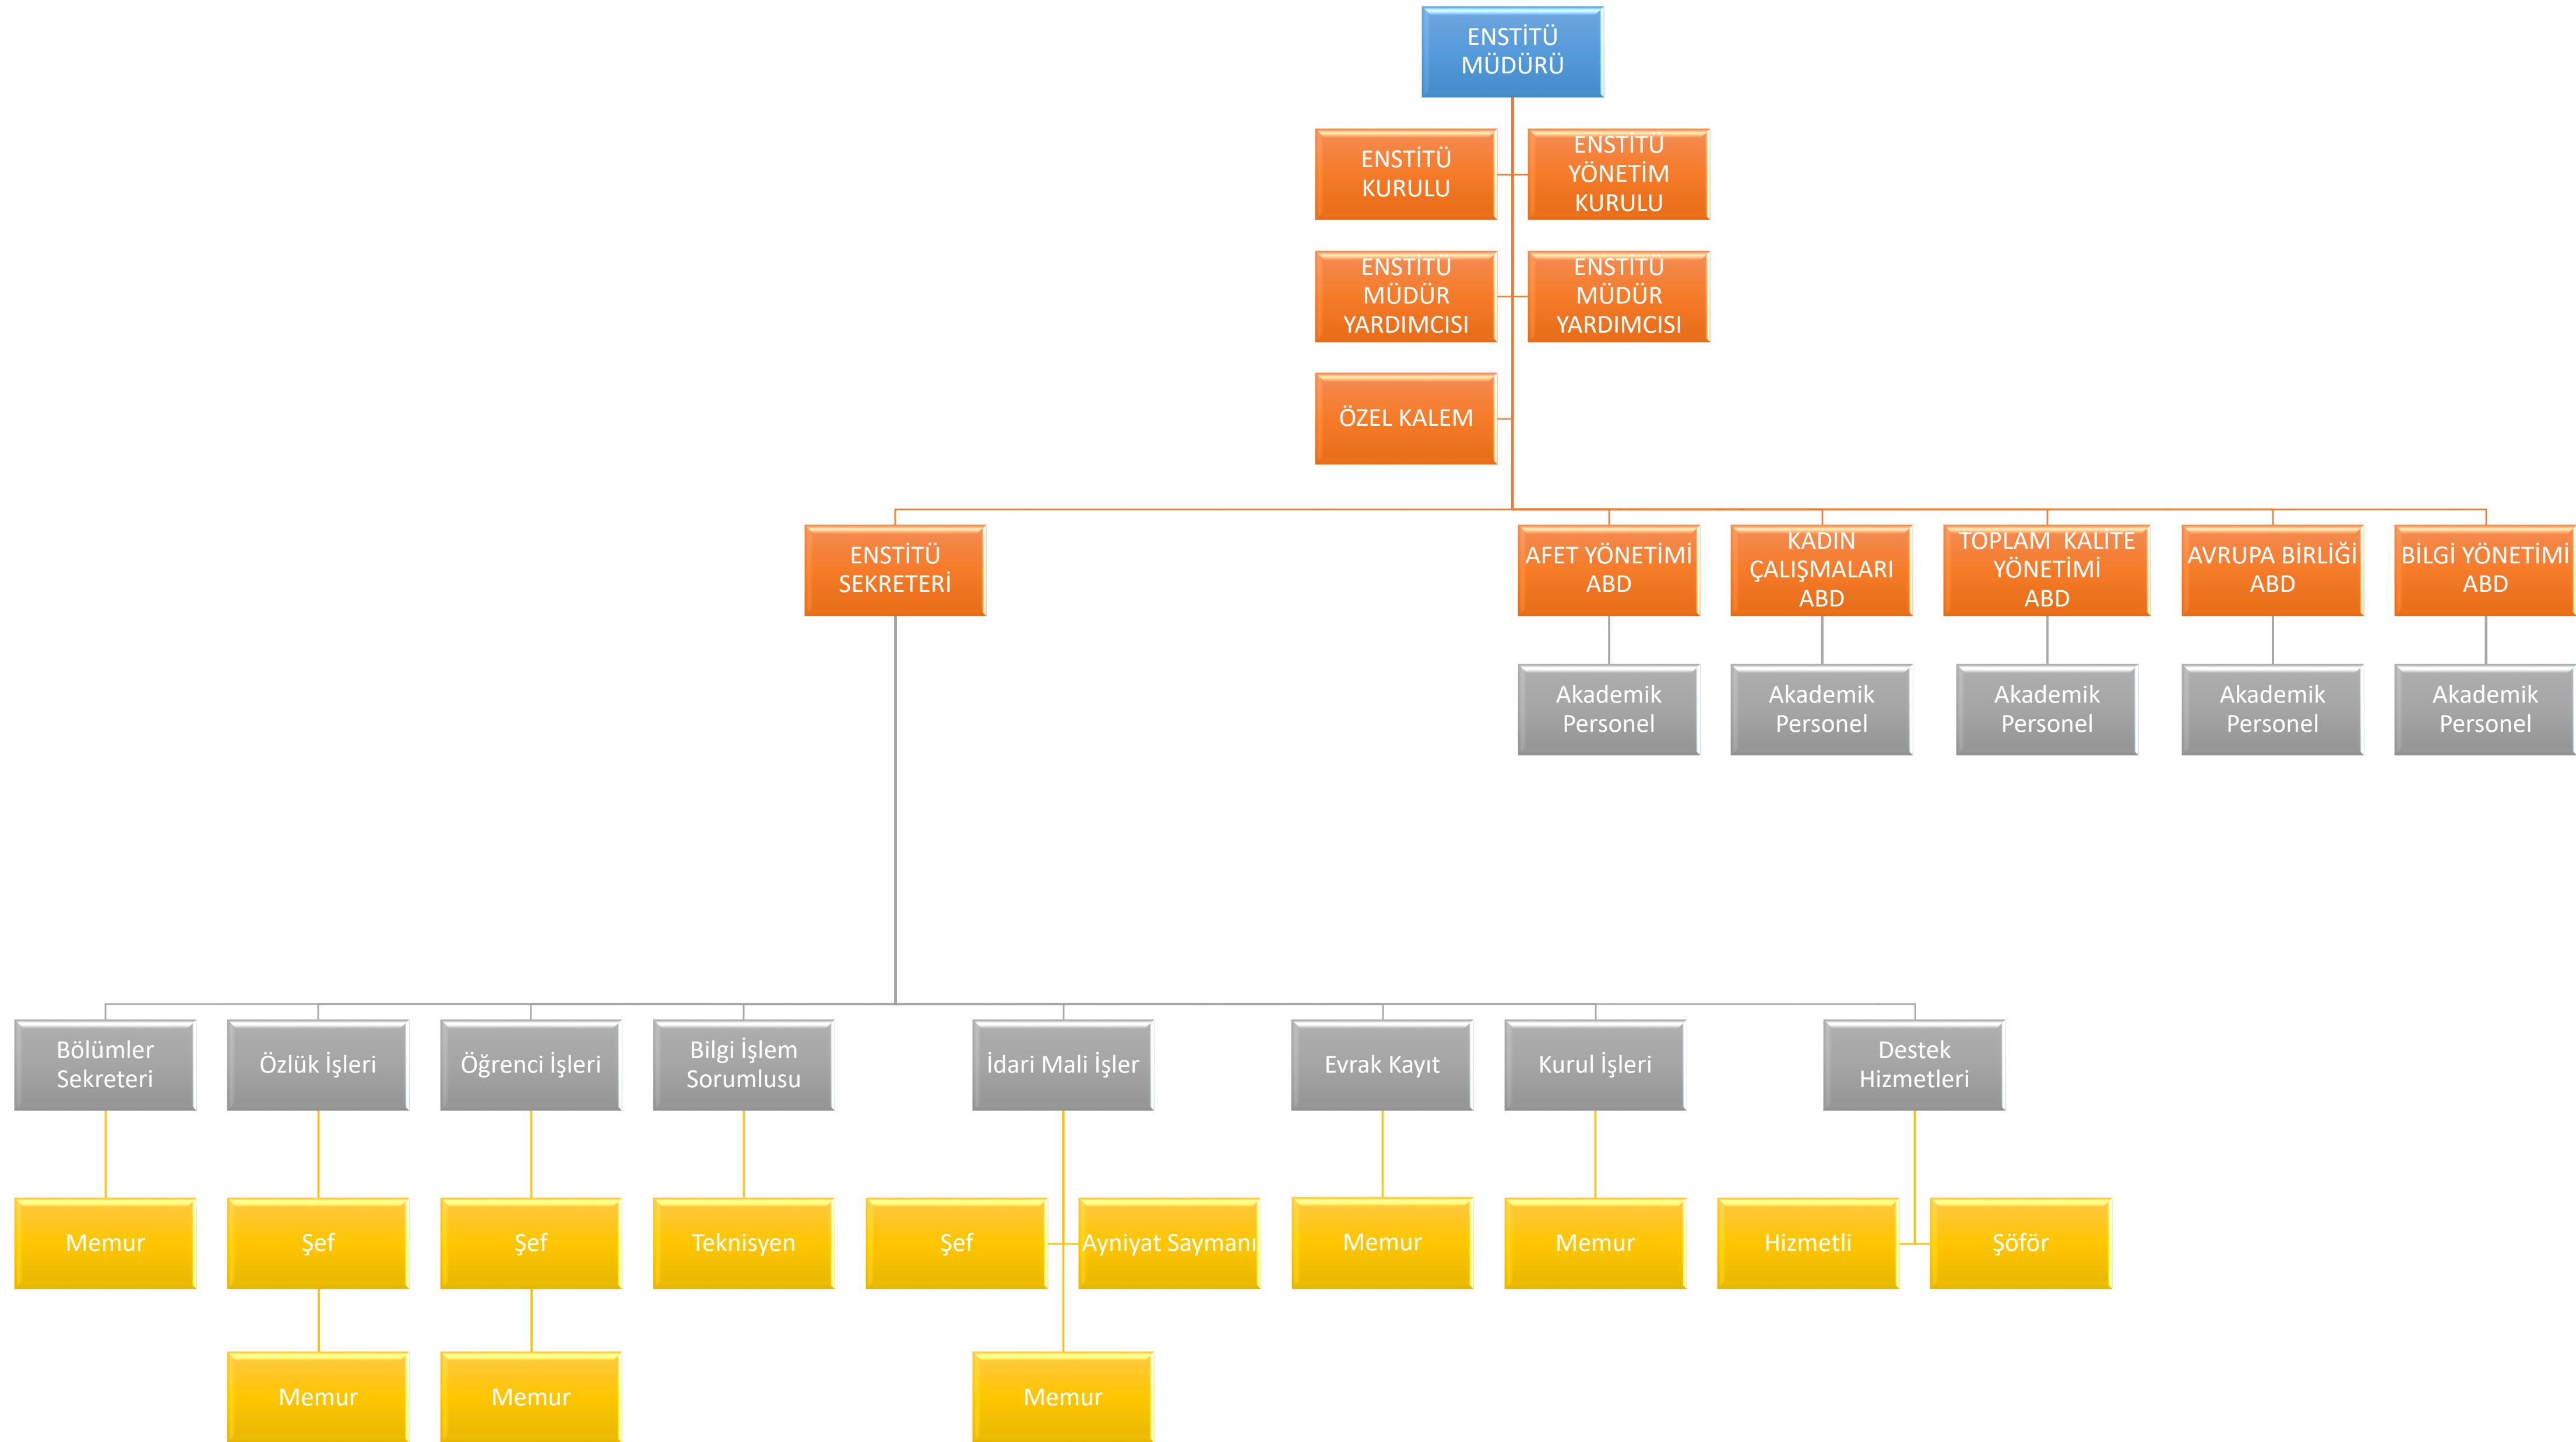 ENSTİTÜ
MÜDÜRÜ
ENSTİTÜ
KURULU
ENSTİTÜ
YÖNETİM
KURULU
ENSTİTÜ
MÜDÜR
YARDIMCISI
ENSTİTÜ
MÜDÜR
YARDIMCISI
ÖZEL KALEM
ENSTİTÜ
SEKRETERİ
AFET YÖNETİMİ
ABD
KADIN
ÇALIŞMALARI
ABD
TOPLAM  KALİTE
YÖNETİMİ
ABD
AVRUPA BİRLİĞİ
ABD
BİLGİ YÖNETİMİ
ABD
Akademik
Personel
Akademik
Personel
Akademik
Personel
Akademik
Personel
Akademik
Personel
Bölümler
Sekreteri
Özlük İşleri
Öğrenci İşleri
Bilgi İşlem
Sorumlusu
İdari Mali İşler
Evrak Kayıt
Kurul İşleri
Destek
Hizmetleri
Memur
Şef
Şef
Teknisyen
Şef
Ayniyat Saymanı
Memur
Memur
Hizmetli
Şöför
Memur
Memur
Memur